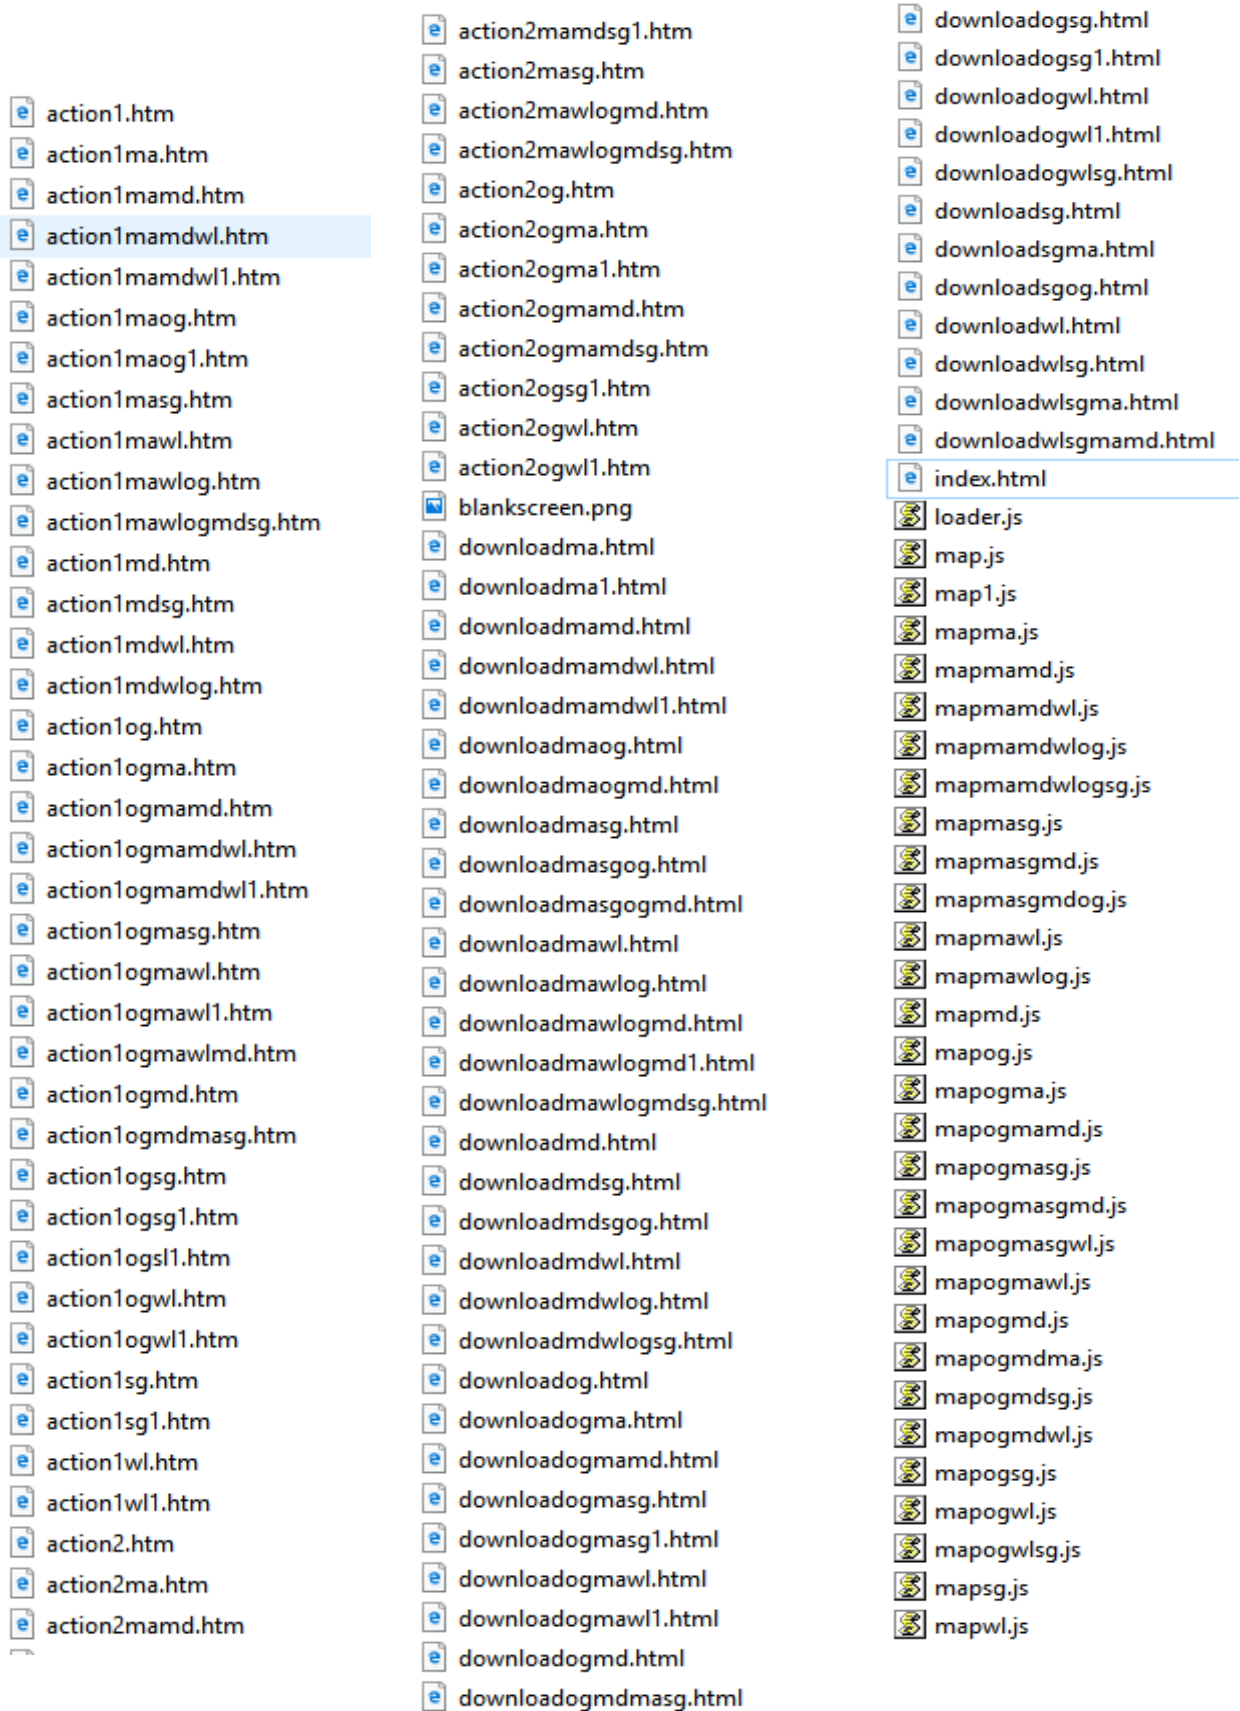 action1.htm
action1ma.htm
action1mamd.htm
action1mamdwl.htm
action1mamdwl1.htm
action1maog.htm
action1maog1.htm
action1masg.htm
action1mawl.htm
action1mawlog.htm
action1mawlogmdsg.htm
action1md.htm
action1mdsg.htm
action1mdwl.htm
action1mdwlog.htm
action1og.htm
action1ogma.htm
action1ogmamd.htm
action1ogmamdwl.htm
action1ogmamdwl1.htm
action1ogmasg.htm
action1ogmawl.htm
action1ogmawl1.htm
action1ogmawlmd.htm
action1ogmd.htm
action1ogmdmasg.htm
action1ogsg.htm
action1ogsg1.htm
action1ogsl1.htm
action1ogwl.htm
action1ogwl1.htm
action1sg.htm
action1sg1.htm
action1wl.htm
action1wl1.htm
action2.htm
action2ma.htm
action2mamd.htm
action2mamdsg1.htm
action2masg.htm
action2mawlogmd.htm
action2mawlogmdsg.htm
action2og.htm
action2ogma.htm
action2ogma1.htm
action2ogmamd.htm
action2ogmamdsg.htm
action2ogsg1.htm
action2ogwl.htm
action2ogwl1.htm
blankscreen.png
downloadma.html
downloadma1.html
downloadmamd.html
downloadmamdwl.html
downloadmamdwl1.html
downloadmaog.html
downloadmaogmd.html
downloadmasg.html
downloadmasgog.html
downloadmasgogmd.html
downloadmawl.html
downloadmawlog.html
downloadmawlogmd.html
downloadmawlogmd1.html
downloadmawlogmdsg.html
downloadmd.html
downloadmdsg.html
downloadmdsgog.html
downloadmdwl.html
downloadmdwlog.html
downloadmdwlogsg.html
downloadog.html
downloadogma.html
downloadogmamd.html
downloadogmasg.html
downloadogmasg1.html
downloadogmawl.html
downloadogmawl1.html
downloadogmd.html
downloadogmdmasg.html
downloadogsg.html
downloadogsg1.html
downloadogwl.html
downloadogwl1.html
downloadogwlsg.html
downloadsg.html
downloadsgma.html
downloadsgog.html
downloadwl.html
downloadwlsg.html
downloadwlsgma.html
downloadwlsgmamd.html
index.html
loader.js
map.js
map1.js
mapma.js
mapmamd.js
mapmamdwl.js
mapmamdwlog.js
mapmamdwlogsg.js
mapmasg.js
mapmasgmd.js
mapmasgmdog.js
mapmawl.js
mapmawlog.js
mapmd.js
mapog.js
mapogma.js
mapogmamd.js
mapogmasg.js
mapogmasgmd.js
mapogmasgwl.js
mapogmawl.js
mapogmd.js
mapogmdma.js
mapogmdsg.js
mapogmdwl.js
mapogsg.js
mapogwl.js
mapogwlsg.js
mapsg.js
mapwl.js